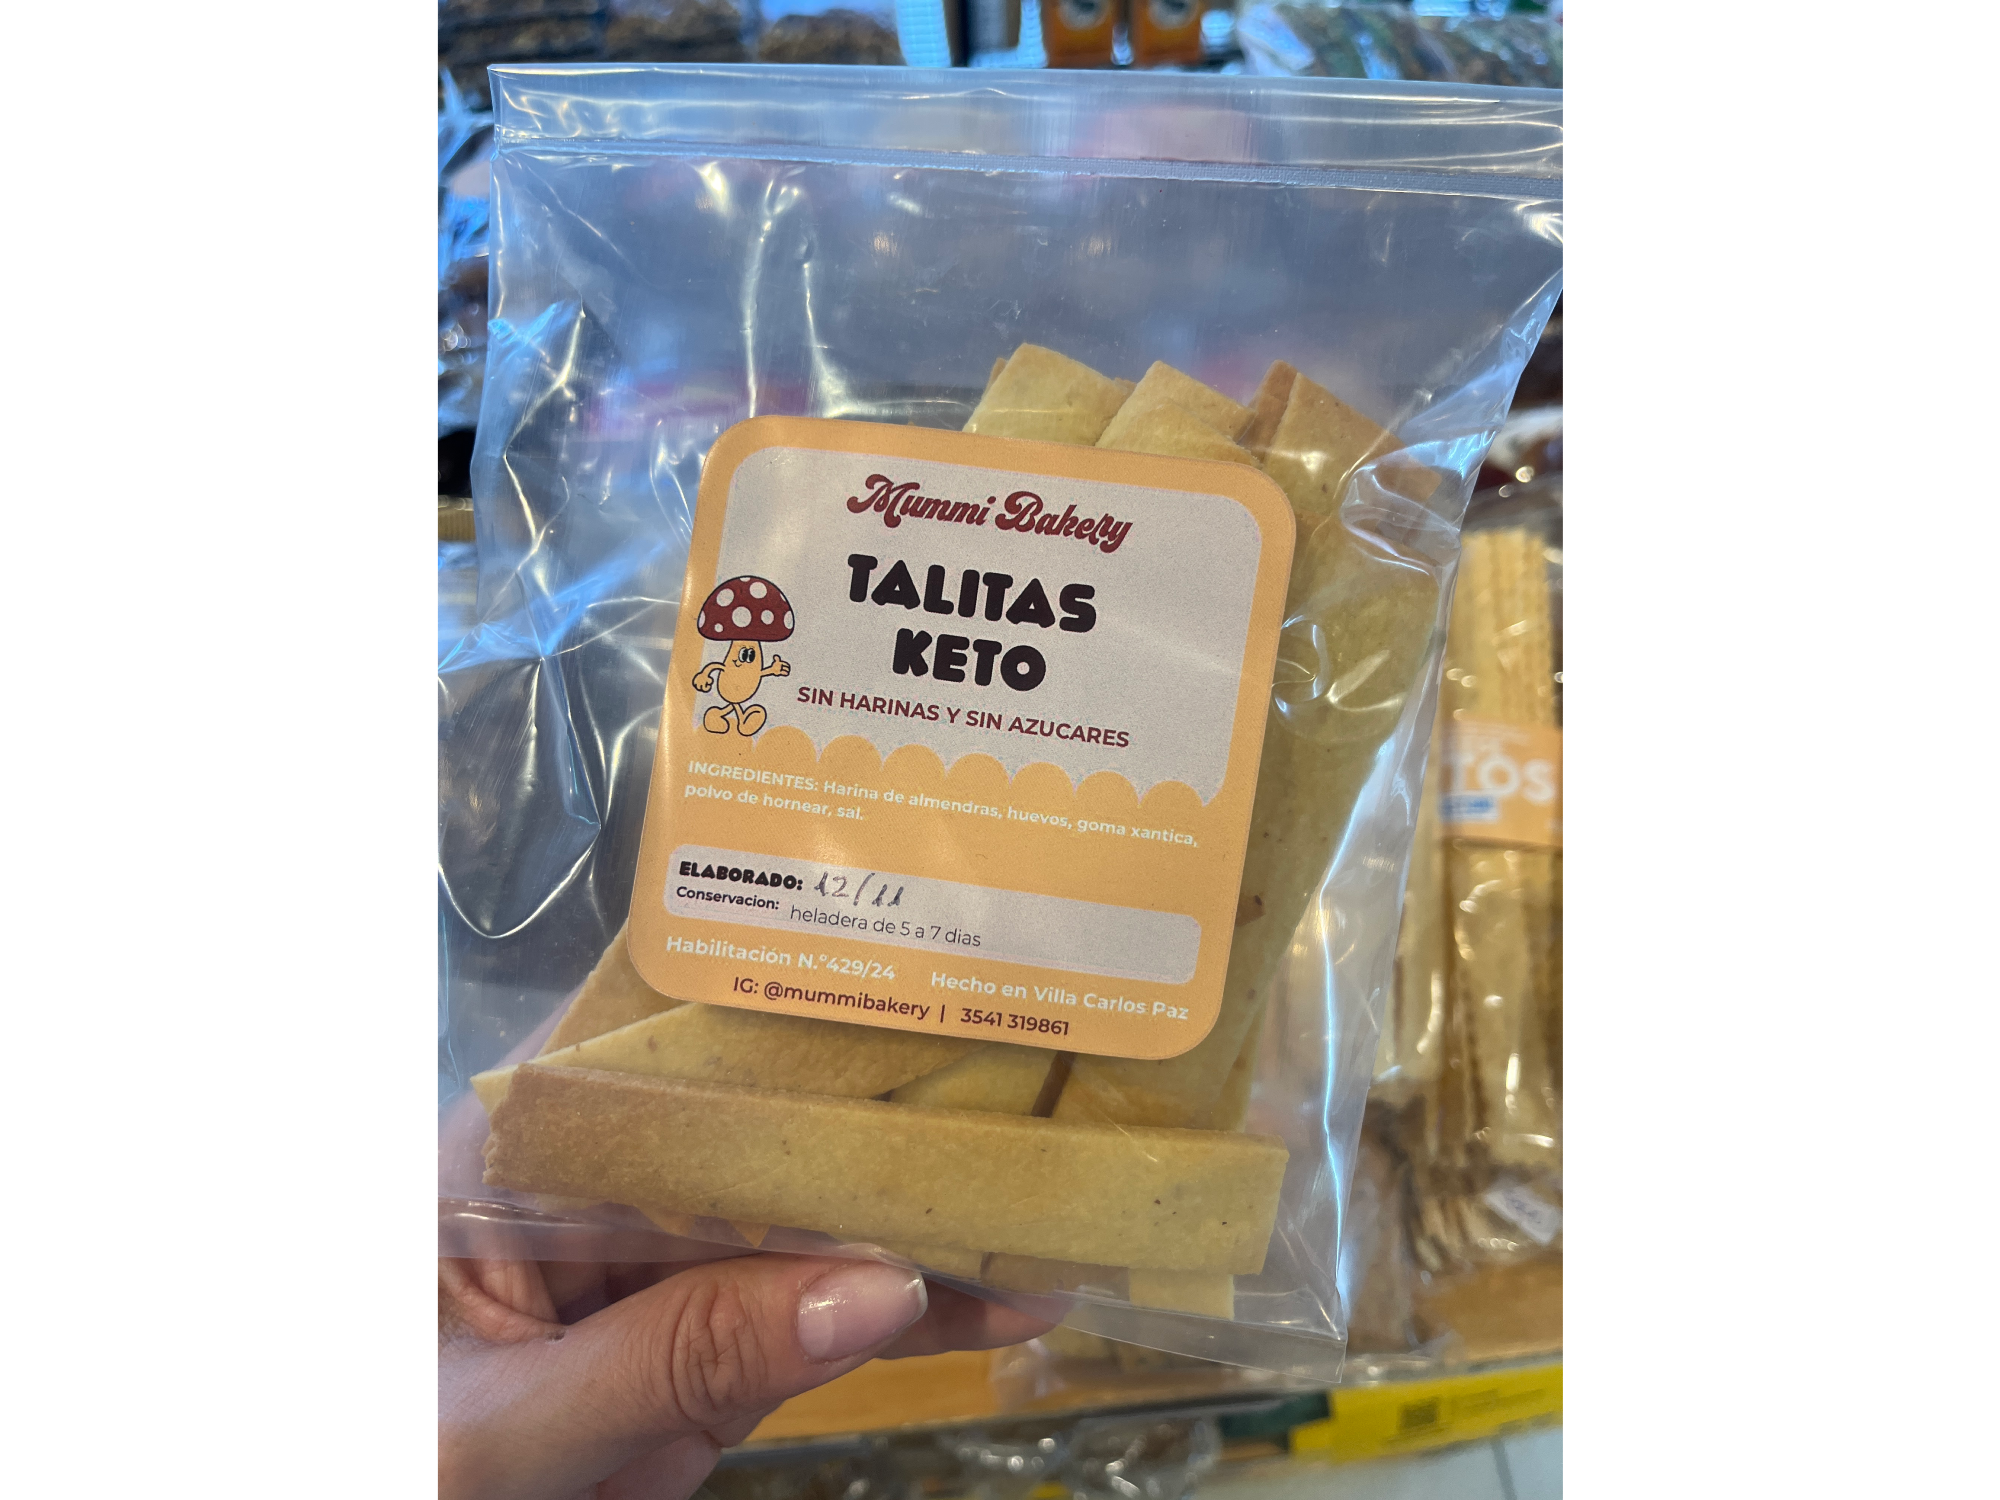 Mummi Bakery
TALITAS
KETO
SIN HARINAS Y SIN AZUCARES
INGREDIENTES: Harina de almendras, huevos, goma xantica,
polvo de hornear, sal.
ELABORADO: 12/11
Conservacion: heladera de 5 a 7 dias
Habilitación N.°429/24 Hecho en Villa Carlos Paz
IG: @mummibakery | 3541 319861
TOS